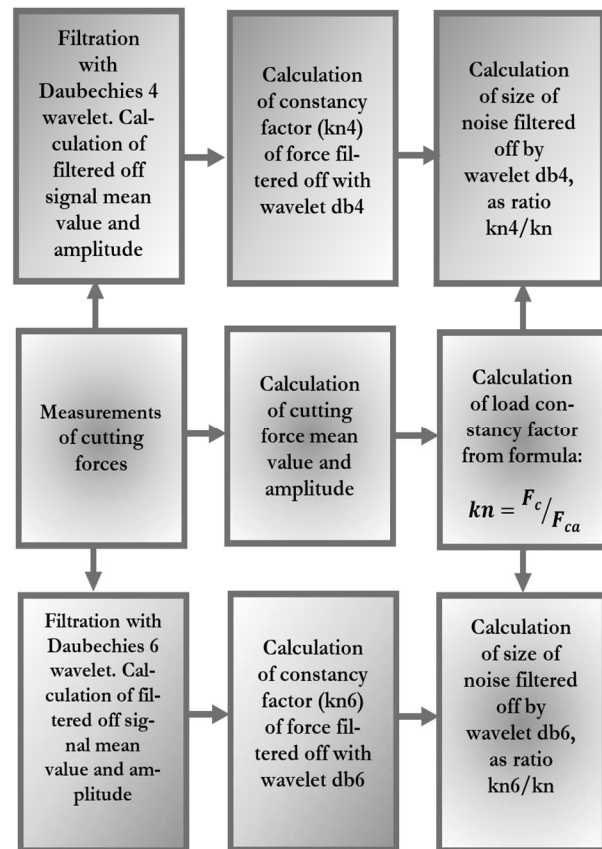 Filtration
with
Daubechies 4
wavelet. Cal-
culation of
filtered off
signal mean
value and
amplitude
Calculation
of constancy
factor (kn4)
of force fil-
tered off with
wavelet db4
Calculation
of size of
noise filtered
off by
wavelet db4,
as ratio
kn4/kn
Measurements
of cutting
forces
Calculation
of cutting
force mean
value and
amplitude
Calculation
of load con-
stancy factor
from formula:
kn = F_c/F_ca
Filtration with
Daubechies 6
wavelet. Cal-
culation of fil-
tered off sig-
nal mean
value and am-
plitude
Calculation
of constancy
factor (kn6)
of force fil-
tered off with
wavelet db6
Calculation
of size of
noise filtered
off by
wavelet db6,
as ratio
kn6/kn